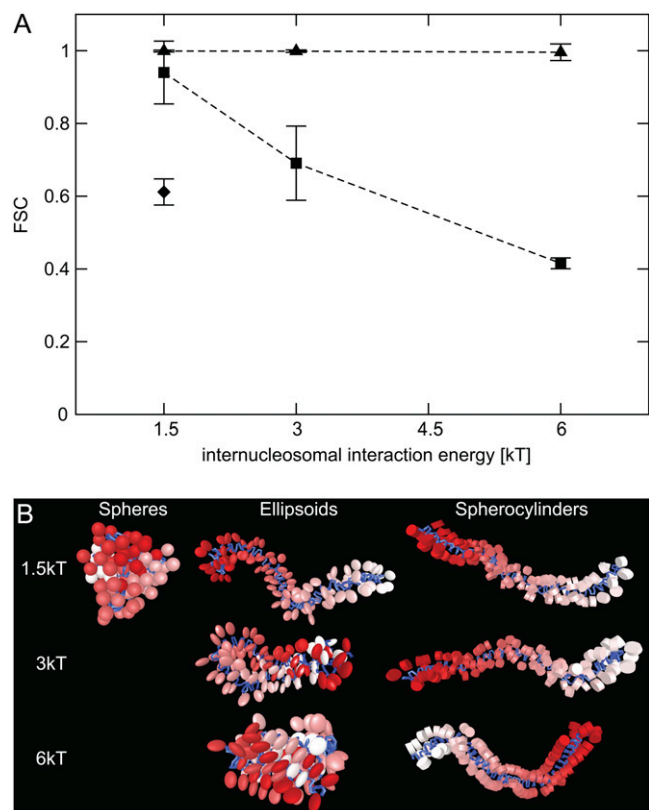 A
1
0.8
0.6
0.4
0.2
0
FSC
1.5 3 4.5 6
internucleosomal interaction energy [kT]
B Spheres Ellipsoids Spherocylinders
1.5kT
3kT
6kT